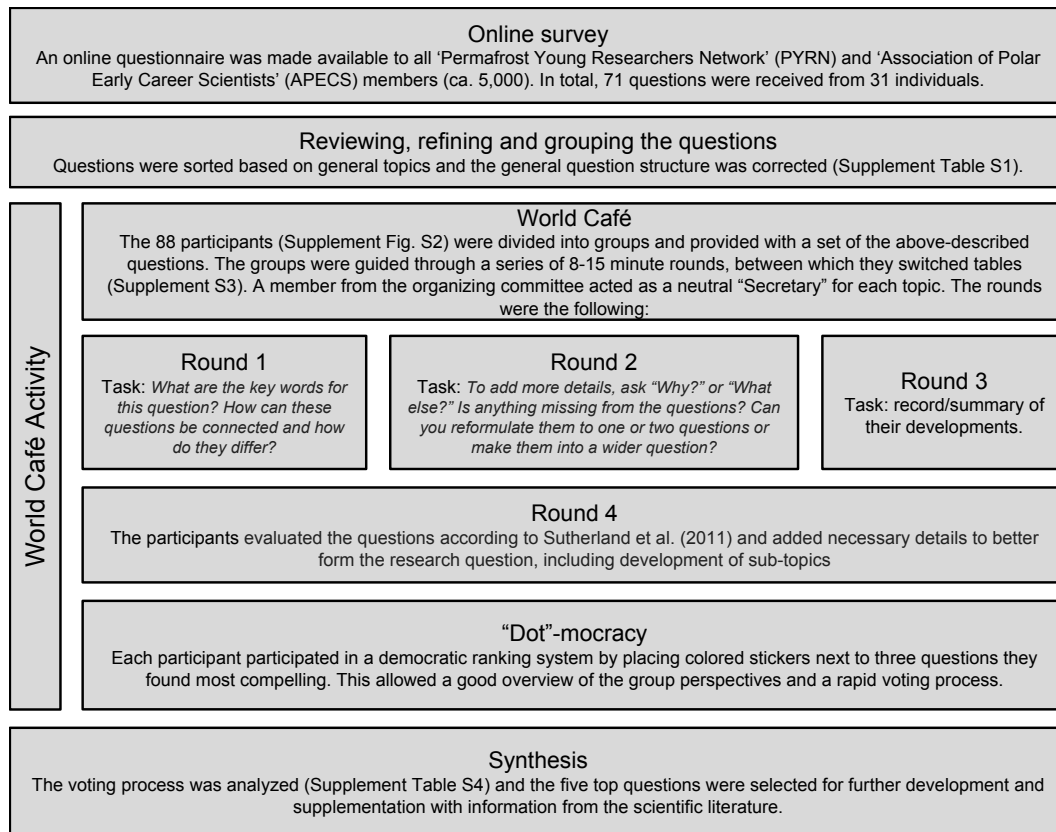 Online survey
An online questionnaire was made available to all ‘Permafrost Young Researchers Network’ (PYRN) and ‘Association of Polar
Early Career Scientists’ (APECS) members (ca. 5,000). In total, 71 questions were received from 31 individuals.
Reviewing, refining and grouping the questions
Questions were sorted based on general topics and the general question structure was corrected (Supplement Table S1).
World Café Activity
World Café
The 88 participants (Supplement Fig. S2) were divided into groups and provided with a set of the above-described
questions. The groups were guided through a series of 8-15 minute rounds, between which they switched tables
(Supplement S3). A member from the organizing committee acted as a neutral “Secretary” for each topic. The rounds
were the following:
Round 1
Task: What are the key words for
this question? How can these
questions be connected and how
do they differ?
Round 2
Task: To add more details, ask “Why?” or “What
else?” Is anything missing from the questions? Can
you reformulate them to one or two questions or
make them into a wider question?
Round 3
Task: record/summary of
their developments.
Round 4
The participants evaluated the questions according to Sutherland et al. (2011) and added necessary details to better
form the research question, including development of sub-topics
“Dot”-mocracy
Each participant participated in a democratic ranking system by placing colored stickers next to three questions they
found most compelling. This allowed a good overview of the group perspectives and a rapid voting process.
Synthesis
The voting process was analyzed (Supplement Table S4) and the five top questions were selected for further development and
supplementation with information from the scientific literature.